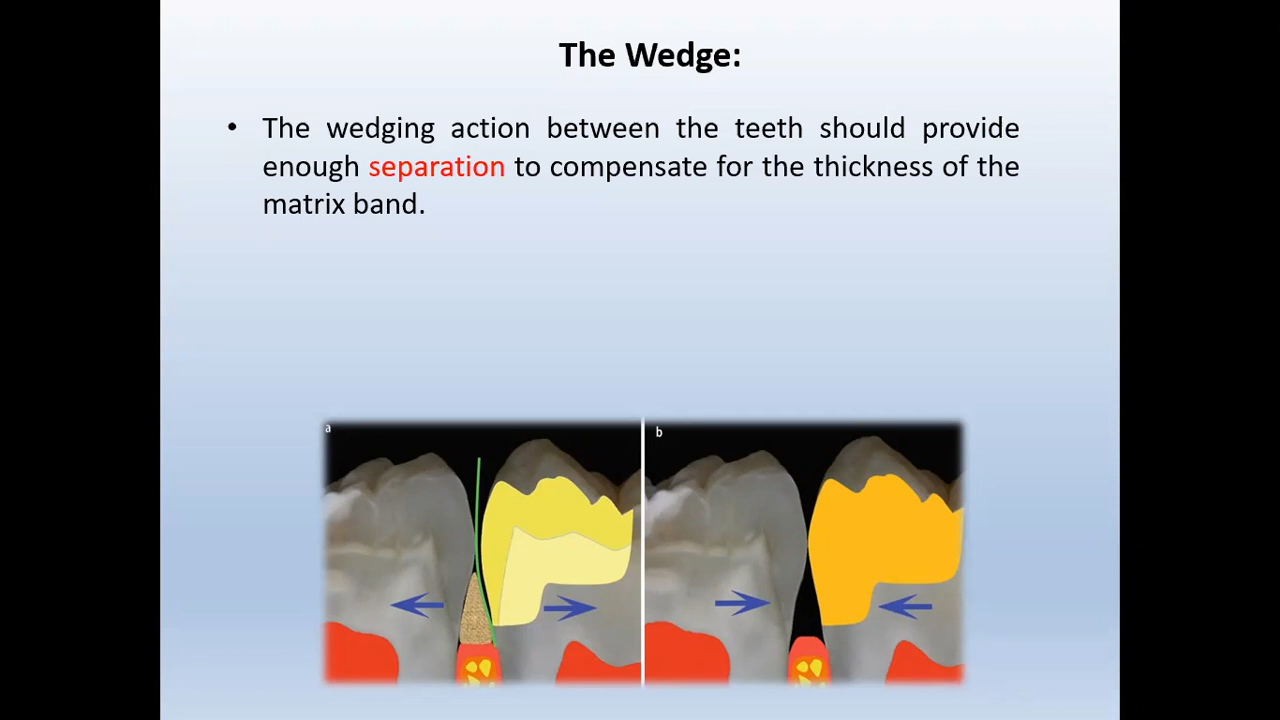 The Wedge:
• The wedging action between the teeth should provide
enough separation to compensate for the thickness of the
matrix band.
a
b